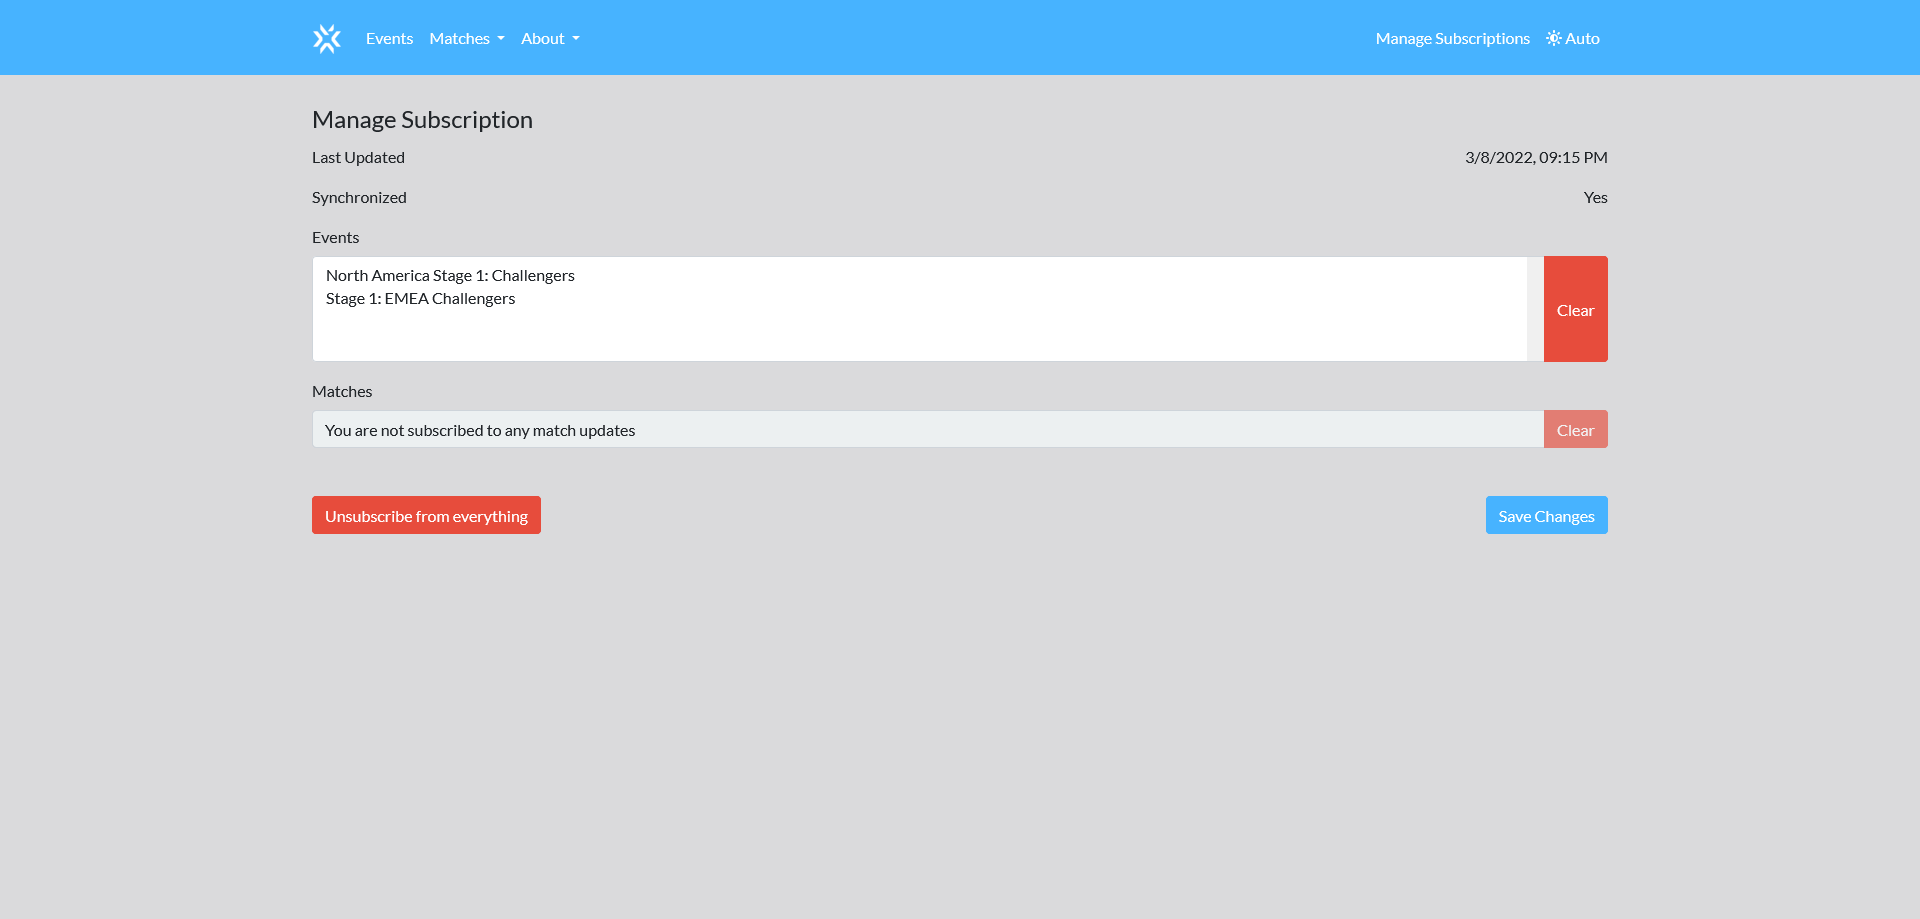 Events Matches About Manage Subscriptions Auto
Manage Subscription
Last Updated 3/8/2022, 09:15 PM
Synchronized Yes
Events
North America Stage 1: Challengers
Stage 1: EMEA Challengers
Clear
Matches
You are not subscribed to any match updates Clear
Unsubscribe from everything Save Changes